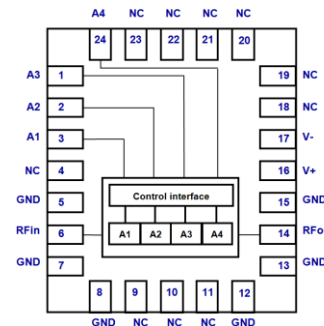 A4 NC NC NC NC
24 23 22 21 20
A3 1 19 NC
A2 2 18 NC
A1 3 17 V-
NC 4 16 V+
GND 5 15 GND
Control interface
RFin 6 A1 A2 A3 A4 14 RFo
GND 7 13 GND
8 9 10 11 12
GND NC NC NC GND